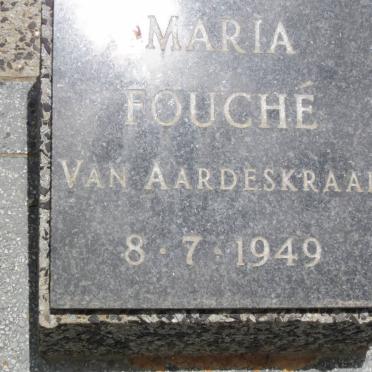 MARIA
FOUCHÉ
VAN AARDESKRAAL
8·7·1949